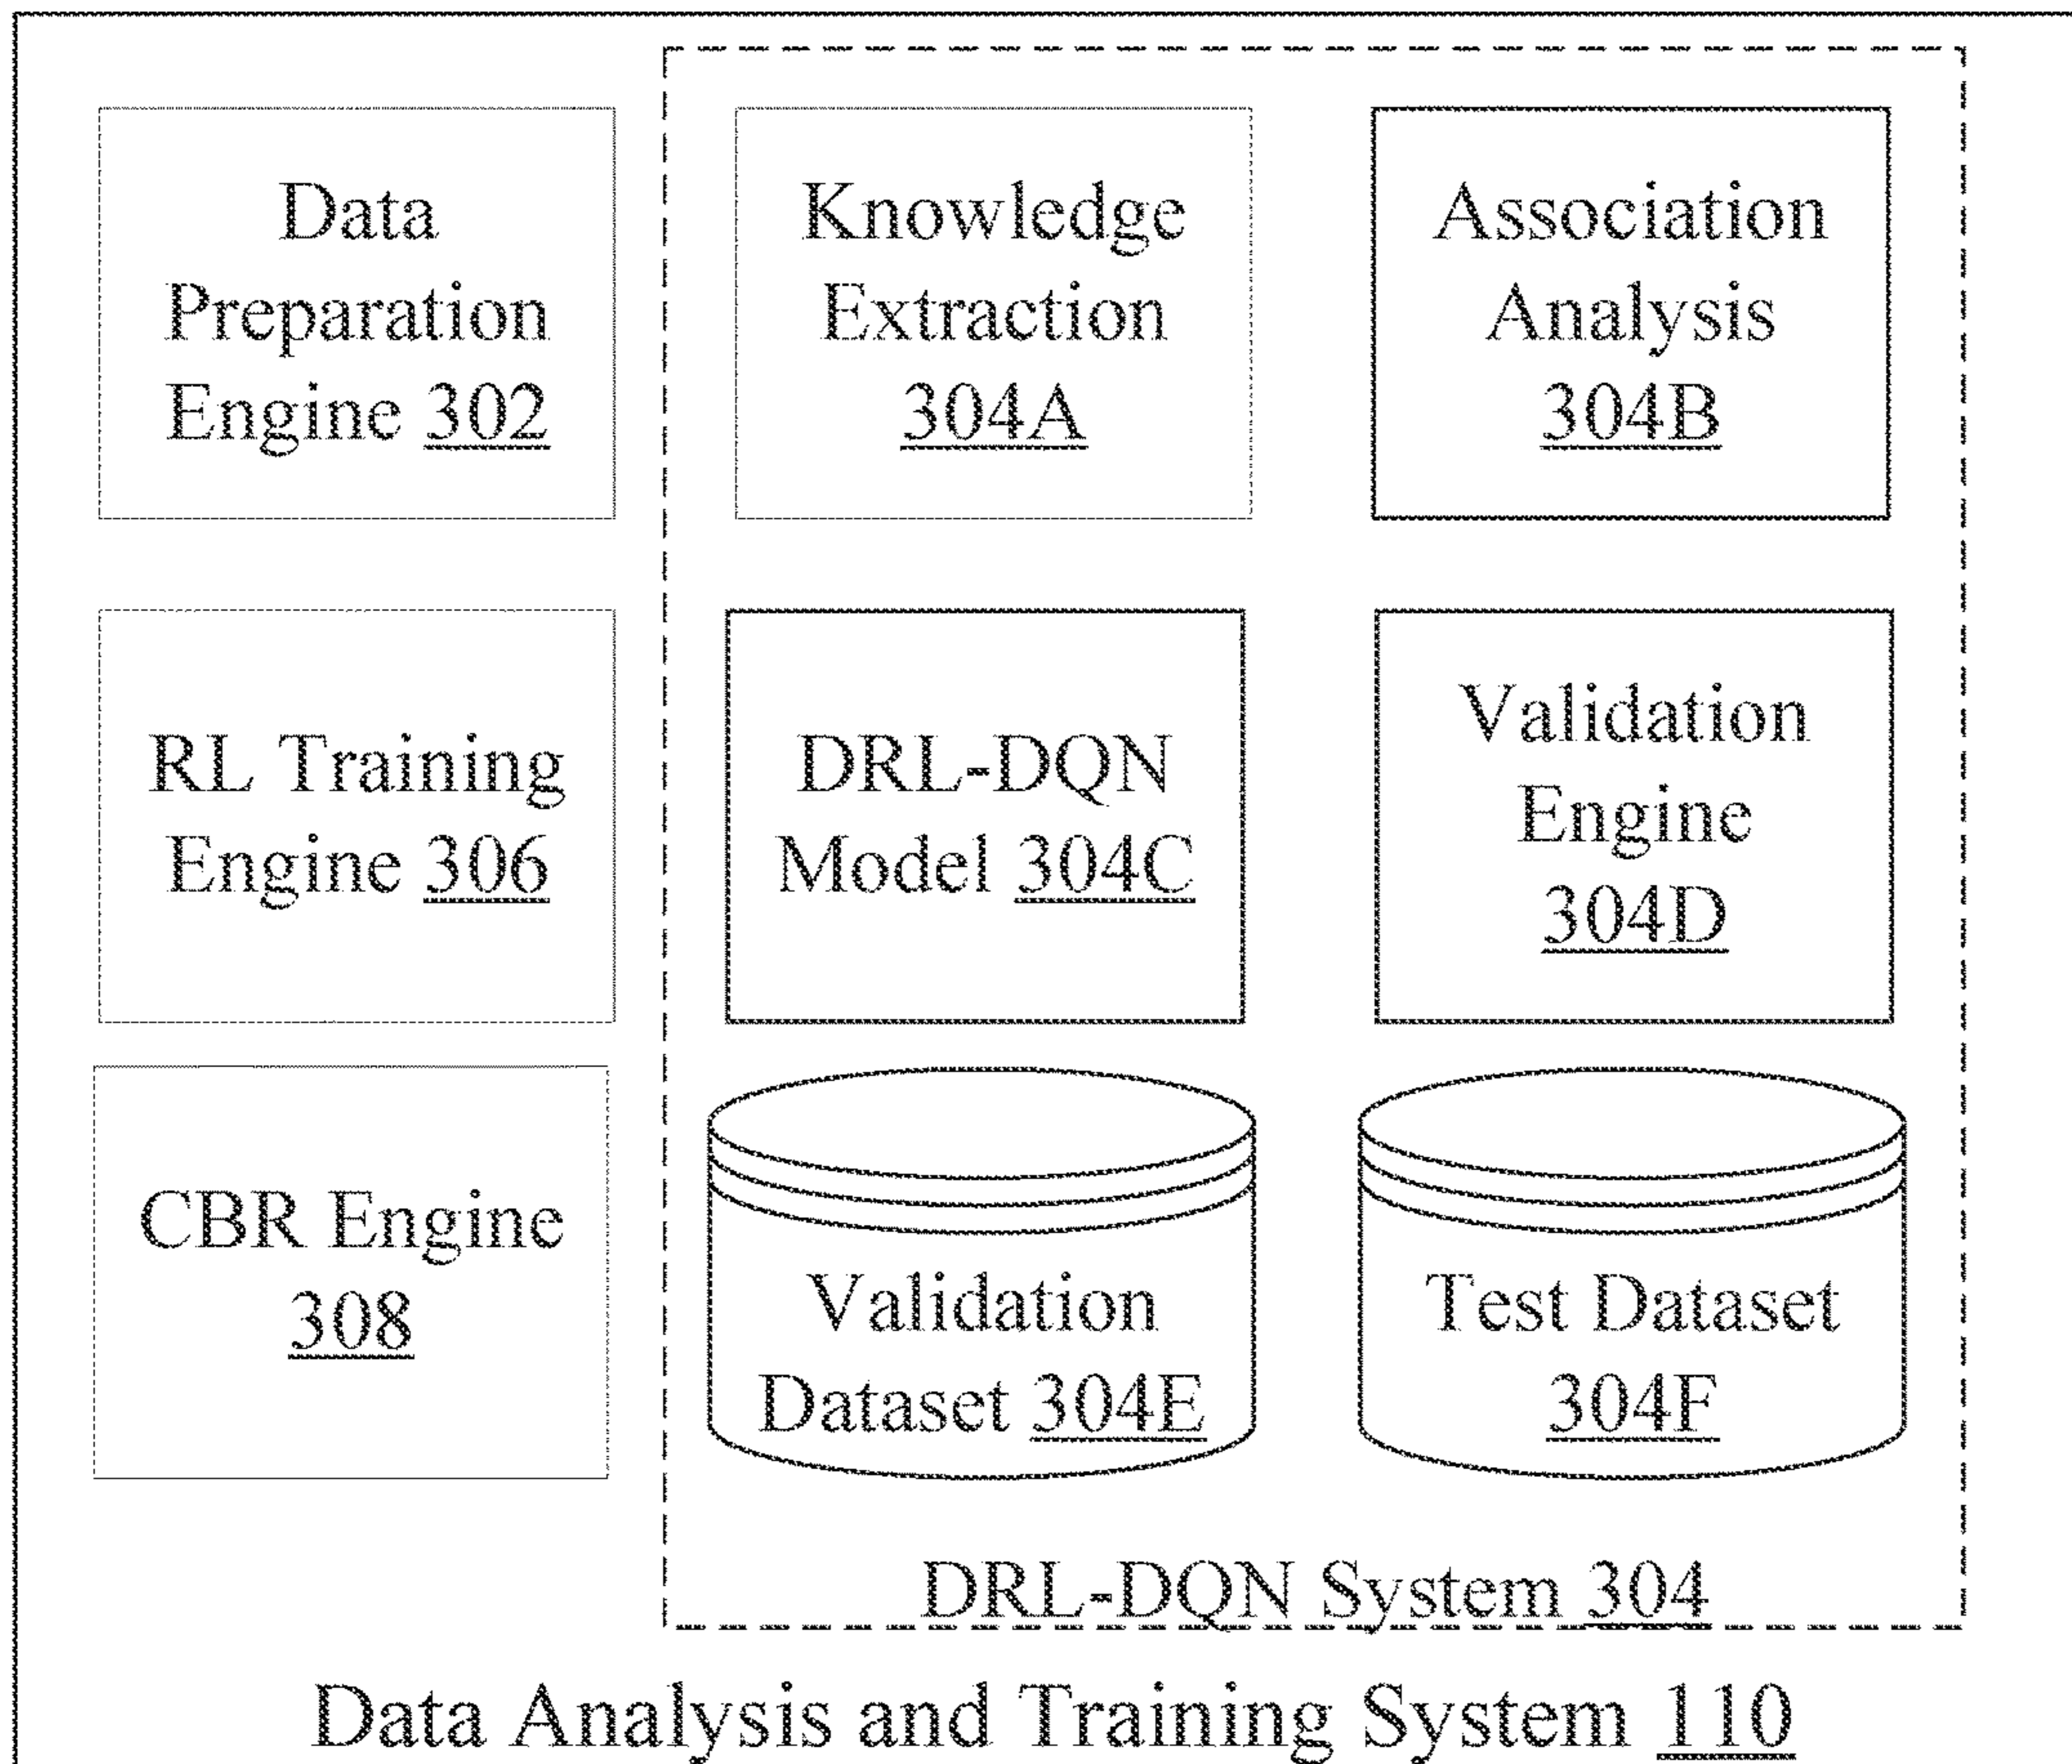 Data
Preparation
Engine 302
Knowledge
Extraction
304A
Association
Analysis
304B
RL Training
Engine 306
DRL-DQN
Model 304C
Validation
Engine
304D
CBR Engine
308
Validation
Dataset 304E
Test Dataset
304F
DRL-DQN System 304
Data Analysis and Training System 110